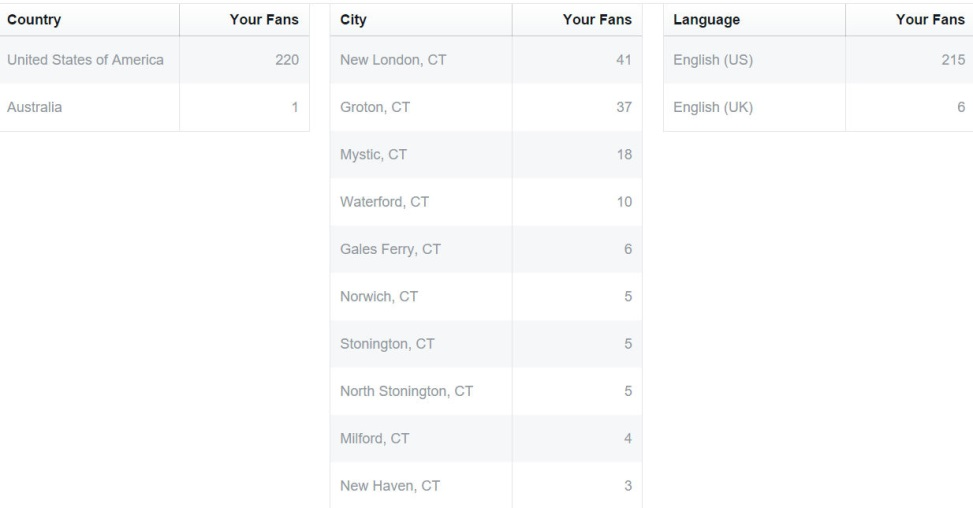 Country Your Fans City Your Fans Language Your Fans
United States of America 220 New London, CT 41 English (US) 215
Australia 1 Groton, CT 37 English (UK) 6
Mystic, CT 18
Waterford, CT 10
Gales Ferry, CT 6
Norwich, CT 5
Stonington, CT 5
North Stonington, CT 5
Milford, CT 4
New Haven, CT 3